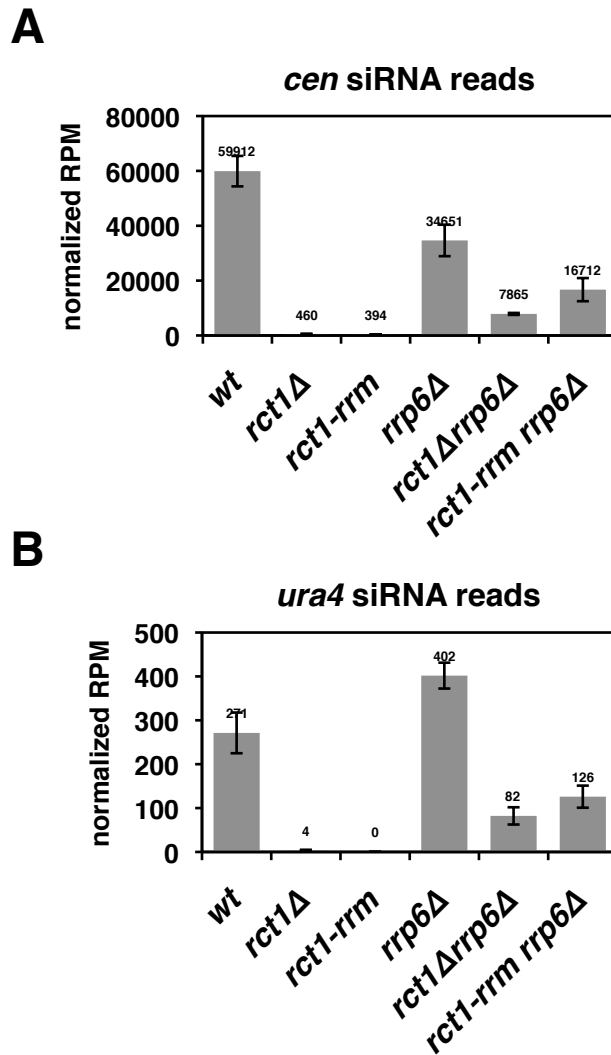 A
cen siRNA reads
normalized RPM
80000
60000
40000
20000
0
59912
460
394
34651
7865
16712
wt
rct1Δ
rct1-rrm
rrp6Δ
rct1Δrrp6Δ
rct1-rrm rrp6Δ
B
ura4 siRNA reads
normalized RPM
500
400
300
200
100
0
271
4
0
402
82
126
wt
rct1Δ
rct1-rrm
rrp6Δ
rct1Δrrp6Δ
rct1-rrm rrp6Δ